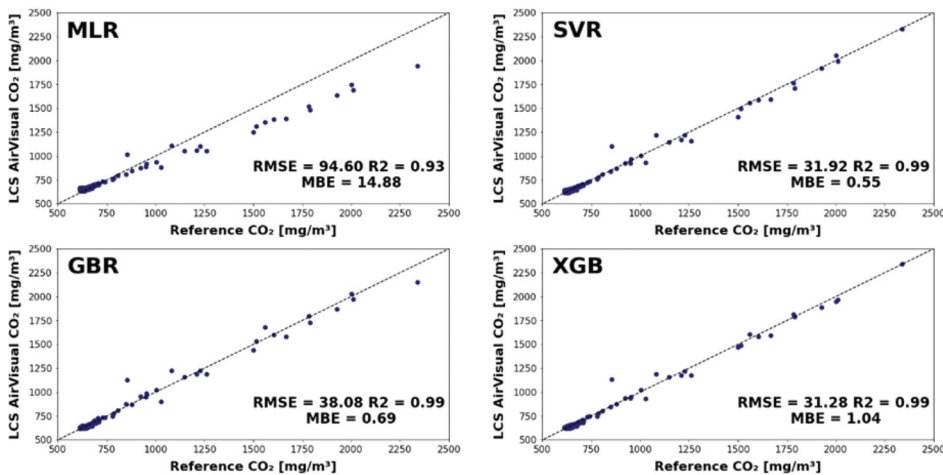 MLR
LCS AirVisual CO₂ [mg/m³]
2500
2250
2000
1750
1500
1250
1000
750
500
RMSE = 94.60 R2 = 0.93
MBE = 14.88
500 750 1000 1250 1500 1750 2000 2250 2500
Reference CO₂ [mg/m³]
SVR
LCS AirVisual CO₂ [mg/m³]
2500
2250
2000
1750
1500
1250
1000
750
500
RMSE = 31.92 R2 = 0.99
MBE = 0.55
500 750 1000 1250 1500 1750 2000 2250 2500
Reference CO₂ [mg/m³]
GBR
LCS AirVisual CO₂ [mg/m³]
2500
2250
2000
1750
1500
1250
1000
750
500
RMSE = 38.08 R2 = 0.99
MBE = 0.69
500 750 1000 1250 1500 1750 2000 2250 2500
Reference CO₂ [mg/m³]
XGB
LCS AirVisual CO₂ [mg/m³]
2500
2250
2000
1750
1500
1250
1000
750
500
RMSE = 31.28 R2 = 0.99
MBE = 1.04
500 750 1000 1250 1500 1750 2000 2250 2500
Reference CO₂ [mg/m³]